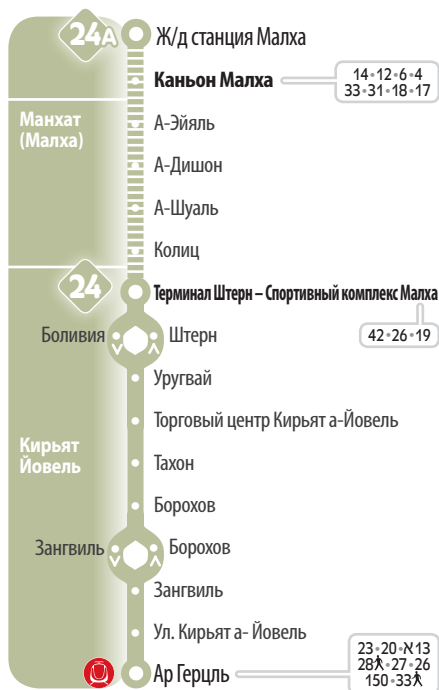 24А
Ж/д станция Малха
Каньон Малха
14•12•6•4
33•31•18•17
Манхат
(Малха)
А-Эйяль
А-Дишон
А-Шуаль
Колиц
24
Терминал Штерн – Спортивный комплекс Малха
42•26•19
Боливия
Штерн
Уругвай
Торговый центр Кирьят а-Йовель
Кирьят
Йовель
Тахон
Борохов
Зангвиль
Борохов
Зангвиль
Ул. Кирьят а- Йовель
Ар Герцль
23•20•א13
28•27•26
150•33